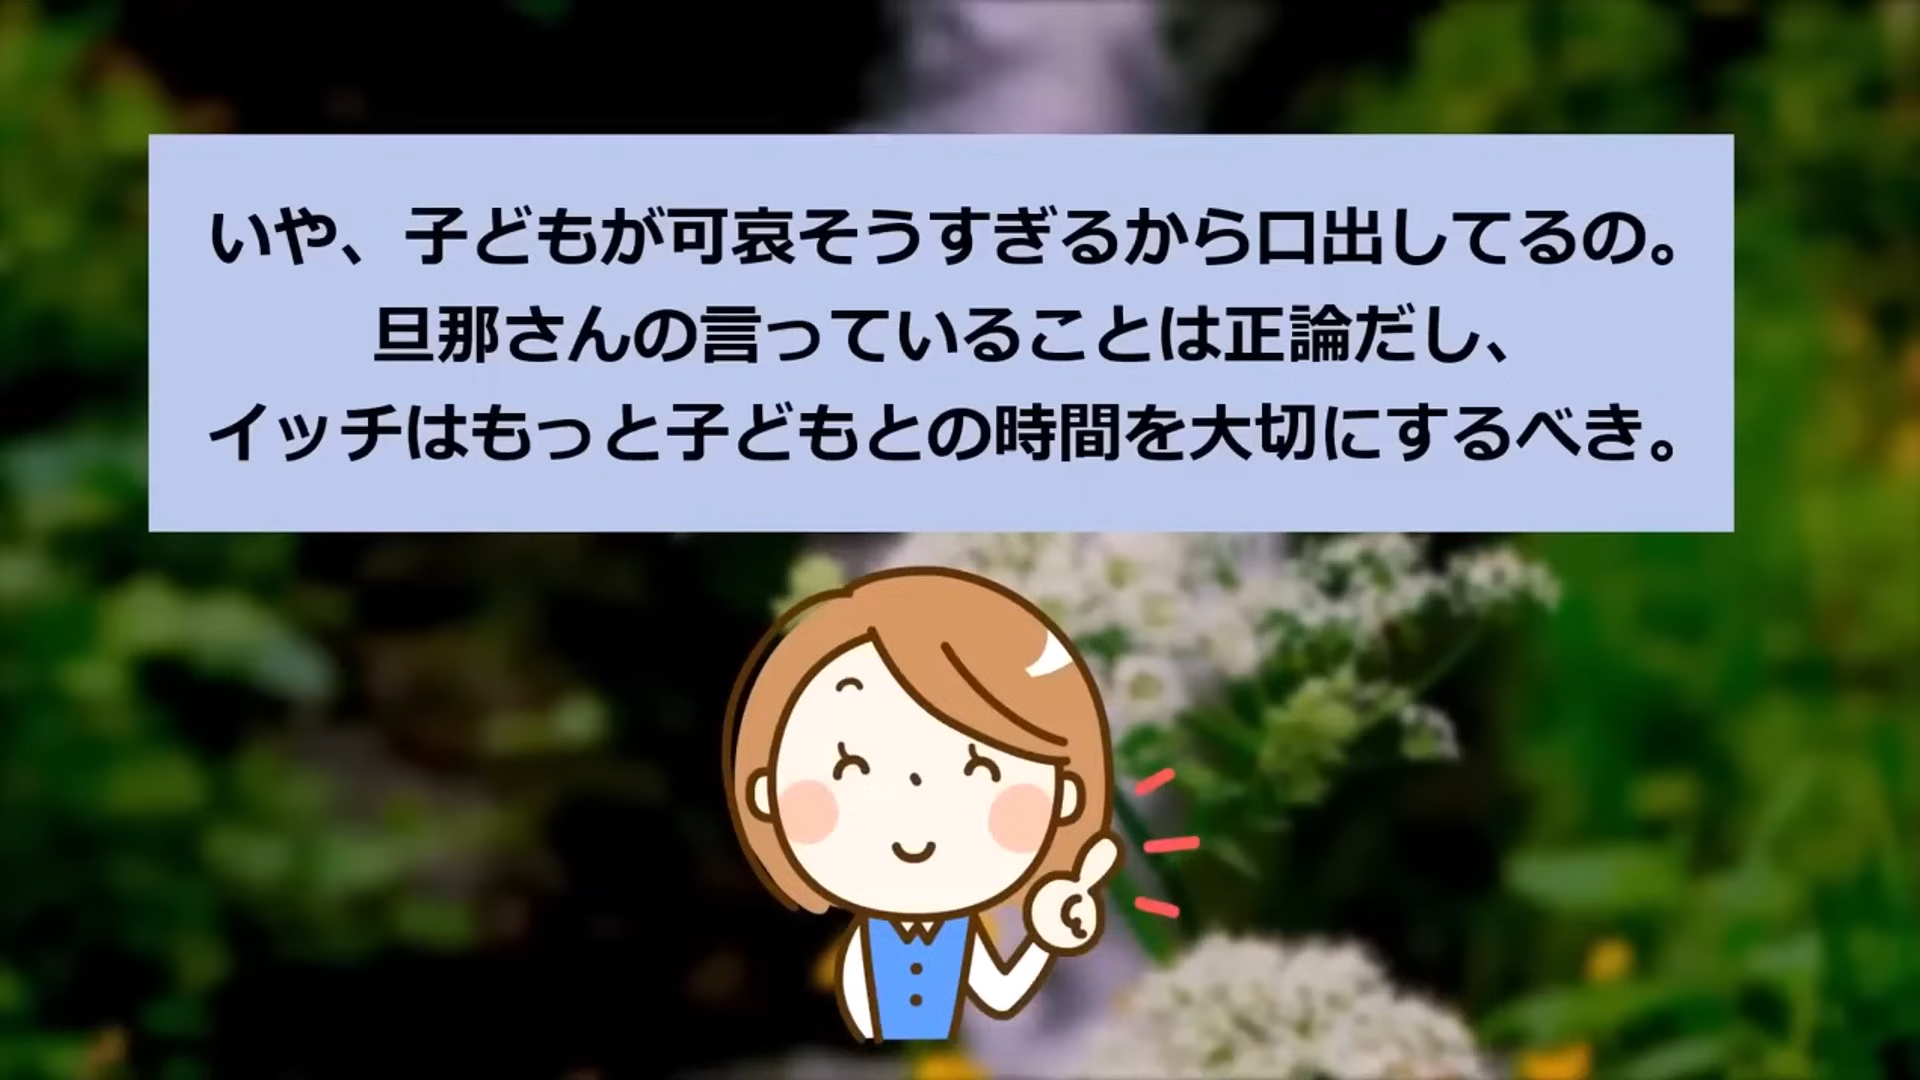 いや、子どもが可哀そうすぎるから口出してるの。
旦那さんの言っていることは正論だし、
イッチはもっと子どもとの時間を大切にするべき。